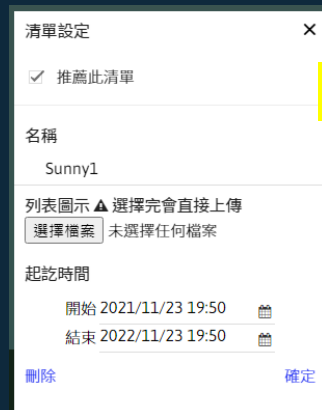 清單設定
推薦此清單
名稱
Sunny1
列表圖示 ▲ 選擇完會直接上傳
選擇檔案 未選擇任何檔案
起訖時間
開始 2021/11/23 19:50
結束 2022/11/23 19:50
刪除 確定